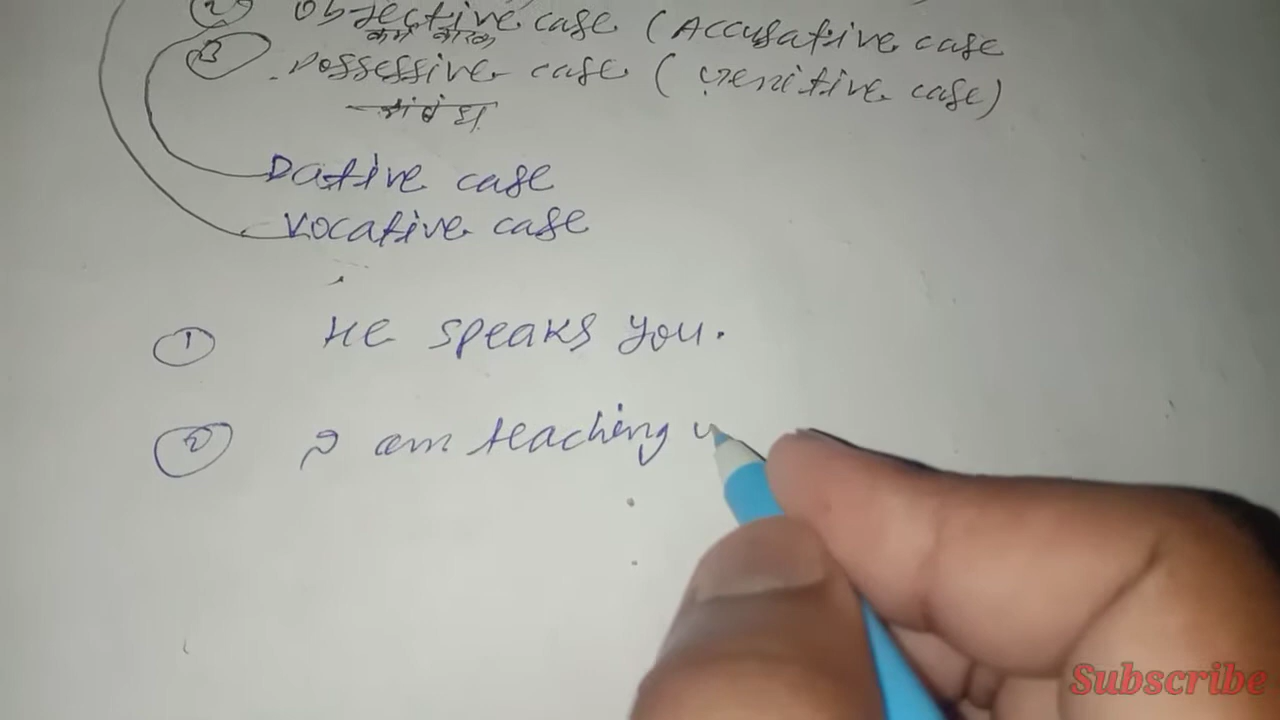 2 Objective case (Accusative case
कर्म कारक
3 Possessive case (Genitive case)
संबंध
Dative case
Vocative case
1 He speaks you.
2 I am teaching
Subscribe